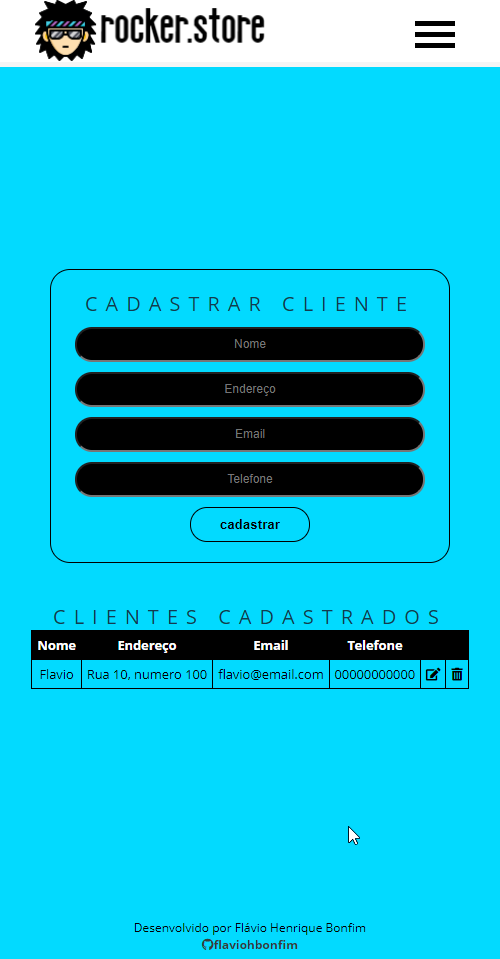 rocker.store
CADASTRAR CLIENTE
Nome
Endereço
Email
Telefone
cadastrar
CLIENTES CADASTRADOS
Nome Endereço Email Telefone
Flavio Rua 10, numero 100 flavio@email.com 00000000000
Desenvolvido por Flávio Henrique Bonfim
flaviohbonfim